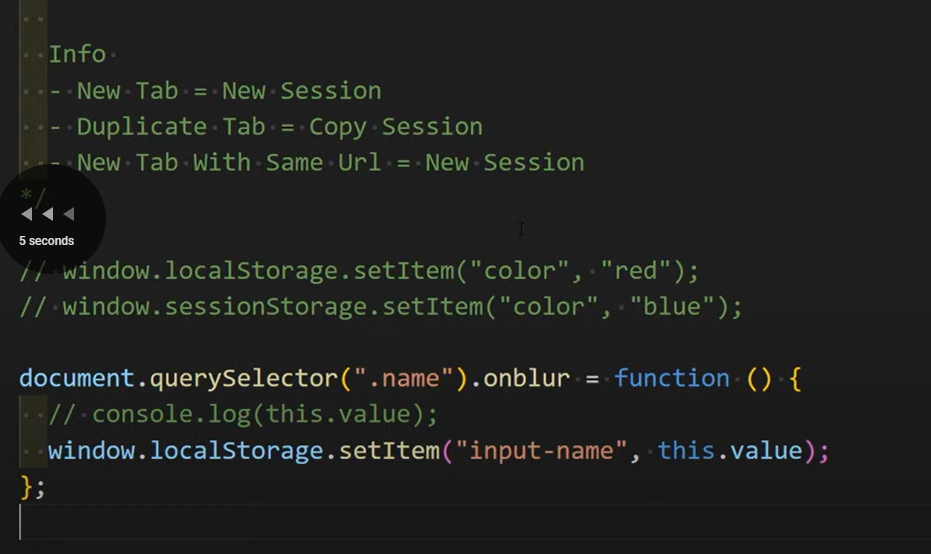 Info
- New Tab = New Session
- Duplicate Tab = Copy Session
- New Tab With Same Url = New Session
*/
5 seconds
// window.localStorage.setItem("color", "red");
// window.sessionStorage.setItem("color", "blue");
document.querySelector(".name").onblur = function () {
// console.log(this.value);
window.localStorage.setItem("input-name", this.value);
};